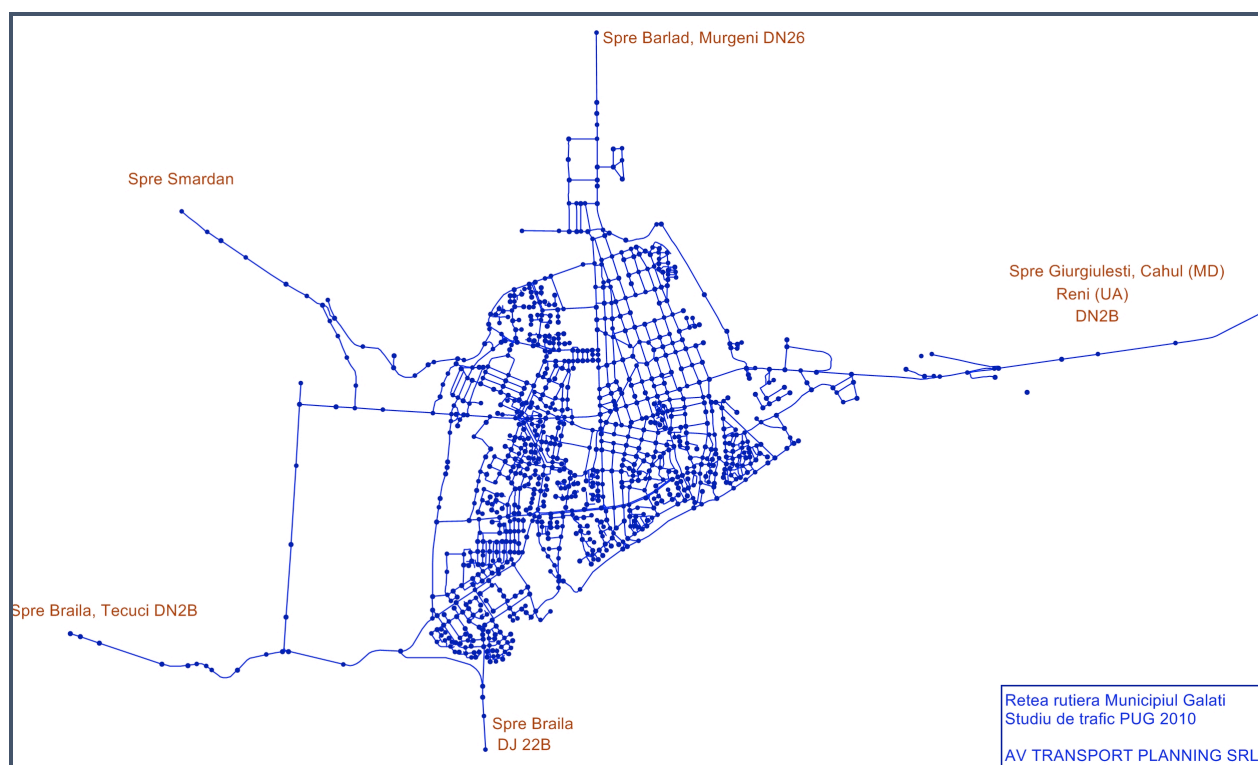 Spre Barlad, Murgeni DN26
Spre Smardan
Spre Giurgiulesti, Cahul (MD)
Reni (UA)
DN2B
Spre Braila, Tecuci DN2B
Spre Braila
DJ 22B
Retea rutiera Municipiul Galati
Studiu de trafic PUG 2010
AV TRANSPORT PLANNING SRL